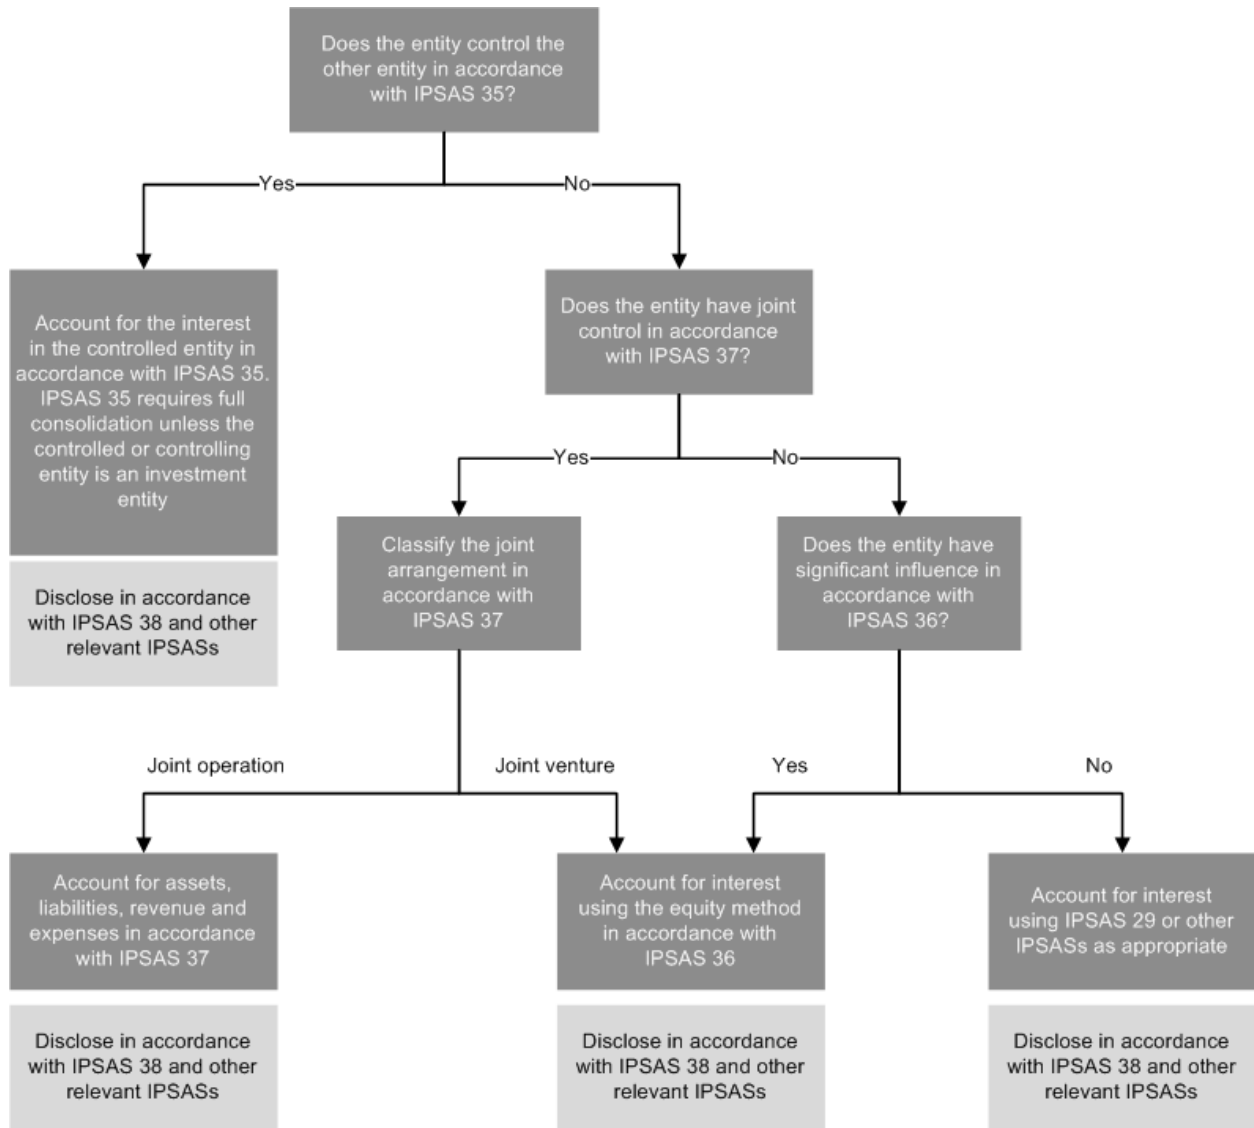 Does the entity control the
other entity in accordance
with IPSAS 35?
Yes
No
Account for the interest
in the controlled entity in
accordance with IPSAS 35.
IPSAS 35 requires full
consolidation unless the
controlled or controlling
entity is an investment
entity
Disclose in accordance
with IPSAS 38 and other
relevant IPSASs
Does the entity have joint
control in accordance
with IPSAS 37?
Yes
No
Classify the joint
arrangement in
accordance with
IPSAS 37
Does the entity have
significant influence in
accordance with
IPSAS 36?
Joint operation
Joint venture
Yes
No
Account for assets,
liabilities, revenue and
expenses in accordance
with IPSAS 37
Disclose in accordance
with IPSAS 38 and other
relevant IPSASs
Account for interest
using the equity method
in accordance with
IPSAS 36
Disclose in accordance
with IPSAS 38 and other
relevant IPSASs
Account for interest
using IPSAS 29 or other
IPSASs as appropriate
Disclose in accordance
with IPSAS 38 and other
relevant IPSASs